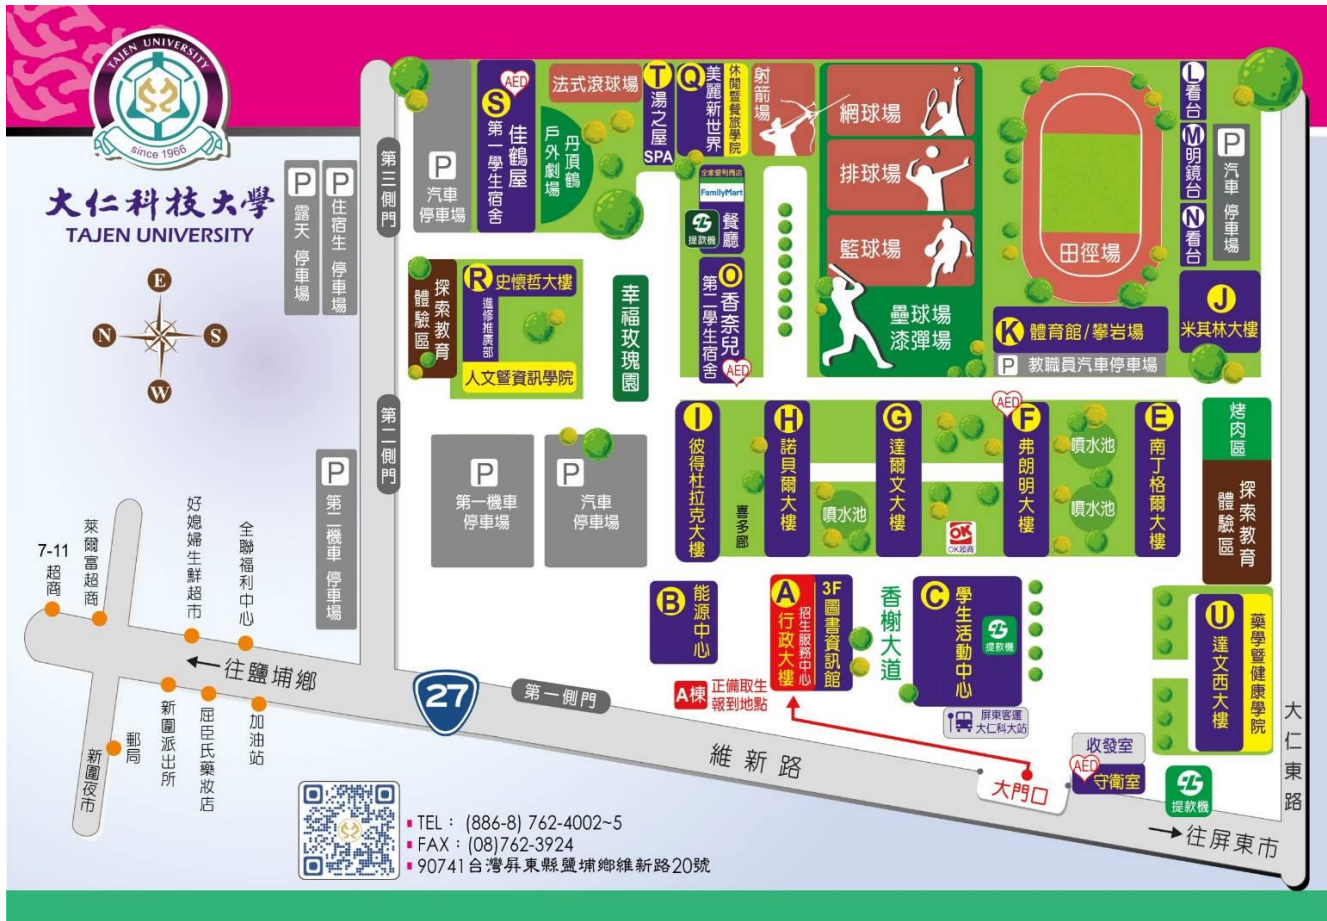 TAJEN UNIVERSITY
since 1966
大仁科技大學
TAJEN UNIVERSITY
E
N
S
W
P
露天 停車場
P
住宿生 停車場
第三側門
P
汽車
停車場
AED
S
第一學生宿舍
佳鶴屋
法式滾球場
戶外劇場
丹頂鶴
T
湯之屋
SPA
Q
美麗新世界
休閒暨餐旅學院
射箭場
網球場
排球場
籃球場
壘球場
漆彈場
田徑場
L
看台
M
明鏡台
N
看台
P
汽車 停車場
全家便利商店
FamilyMart
提款機
餐廳
O
第二學生宿舍
香奈兒
AED
探索教育
體驗區
R
史懷哲大樓
進修推廣部
人文暨資訊學院
幸福玫瑰園
K
體育館/攀岩場
P
教職員汽車停車場
J
米其林大樓
第二側門
P
第二機車 停車場
P
第一機車
停車場
P
汽車
停車場
I
彼得杜拉克大樓
喜多廊
H
諾貝爾大樓
噴水池
G
達爾文大樓
OK
OK超商
AED
F
弗朗明大樓
噴水池
噴水池
E
南丁格爾大樓
烤肉區
探索教育
體驗區
B
能源中心
A
行政大樓
招生服務中心
3F
圖書資訊館
香榭大道
C
學生活動中心
提款機
U
達文西大樓
藥學暨健康學院
A棟
正備取生
報到地點
屏東客運
大仁科大站
收發室
AED
守衛室
大門口
提款機
大仁東路
往屏東市
維新路
第一側門
27
往鹽埔鄉
7-11
超商
萊爾富超商
好媳婦生鮮超市
全聯福利中心
新圍夜市
郵局
新圍派出所
屈臣氏藥妝店
加油站
TEL： (886-8) 762-4002~5
FAX：(08)762-3924
90741台灣屏東縣鹽埔鄉維新路20號